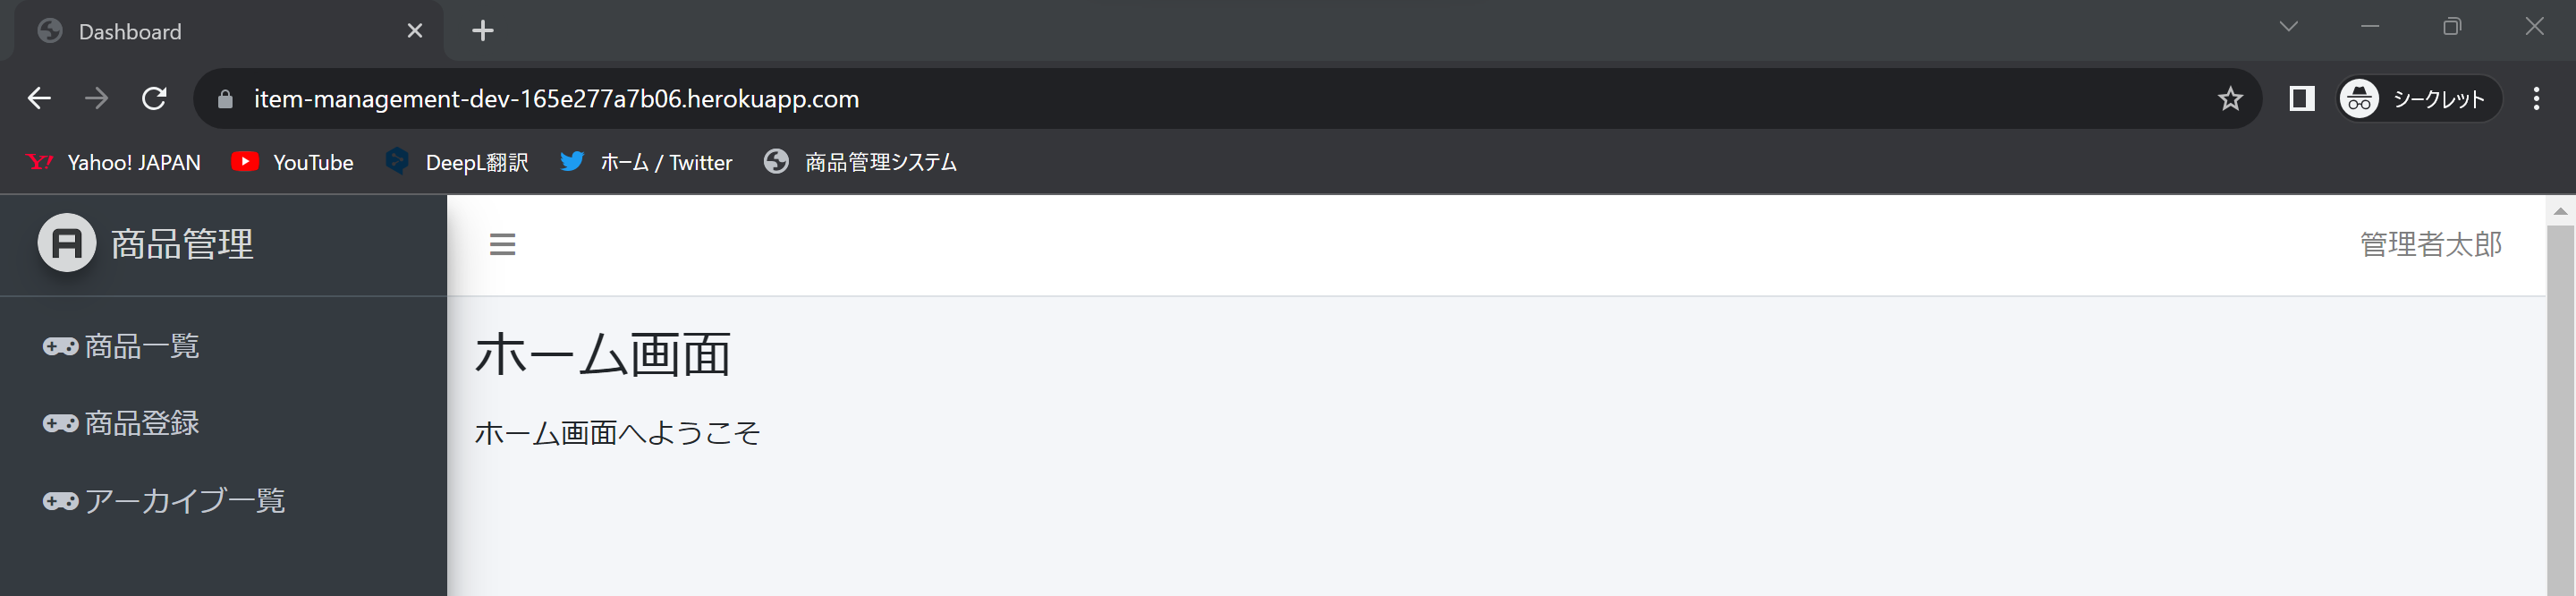 Dashboard
item-management-dev-165e277a7b06.herokuapp.com
シークレット
Yahoo! JAPAN
YouTube
DeepL翻訳
ホーム / Twitter
商品管理システム
商品管理
管理者太郎
商品一覧
商品登録
アーカイブ一覧
ホーム画面
ホーム画面へようこそ